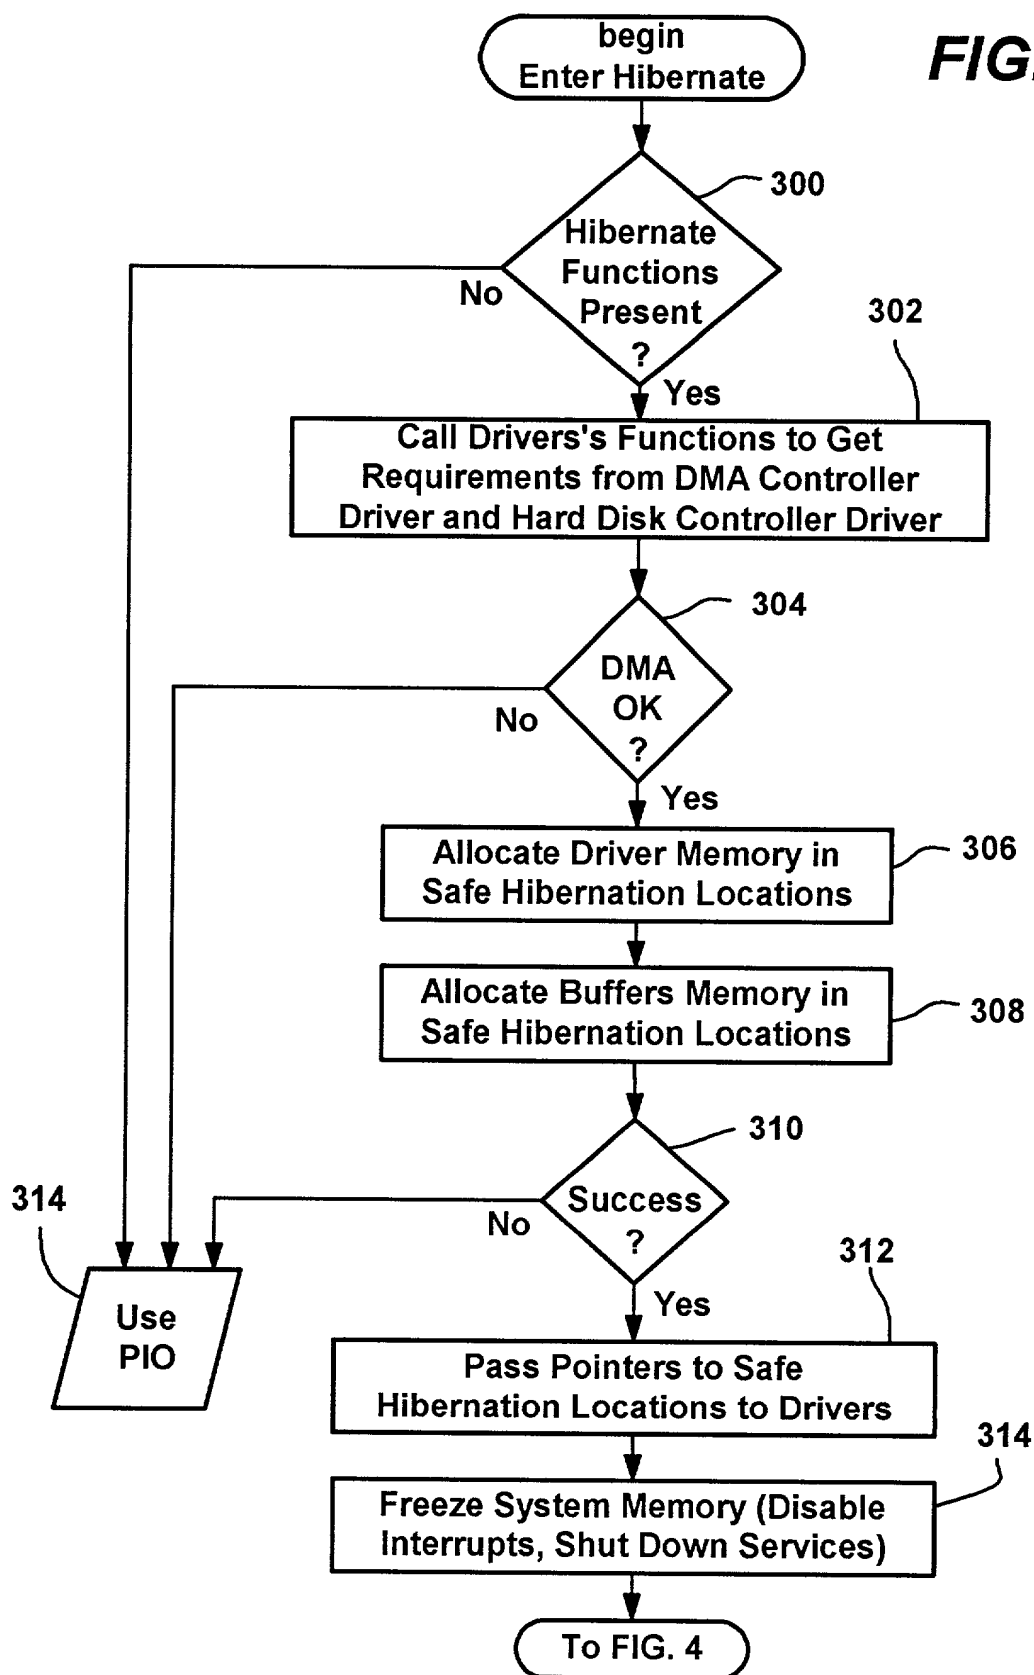 begin
Enter Hibernate
FIG.
300
Hibernate
Functions
Present
?
No
Yes
302
Call Drivers's Functions to Get
Requirements from DMA Controller
Driver and Hard Disk Controller Driver
304
DMA
OK
?
No
Yes
Allocate Driver Memory in
Safe Hibernation Locations
306
Allocate Buffers Memory in
Safe Hibernation Locations
308
310
Success
?
No
Yes
314
Use
PIO
312
Pass Pointers to Safe
Hibernation Locations to Drivers
314
Freeze System Memory (Disable
Interrupts, Shut Down Services)
To FIG. 4